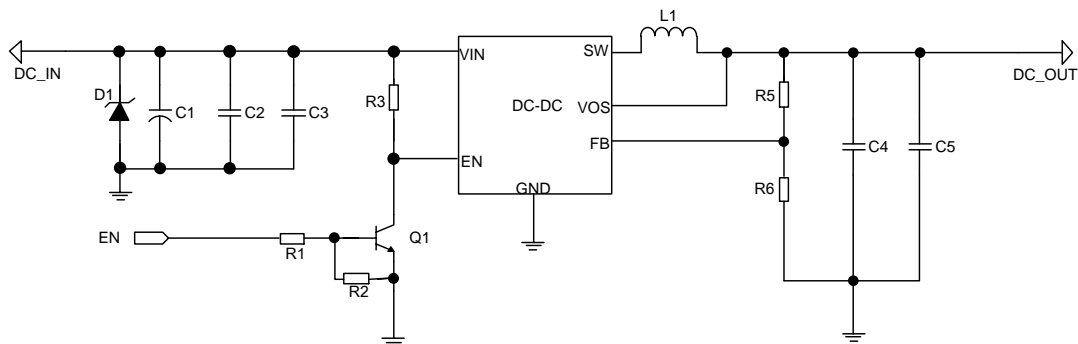 L1
DC_IN
VIN
SW
DC_OUT
D1
C1
C2
C3
R3
DC-DC
VOS
R5
EN
FB
C4
C5
GND
R6
EN
R1
Q1
R2